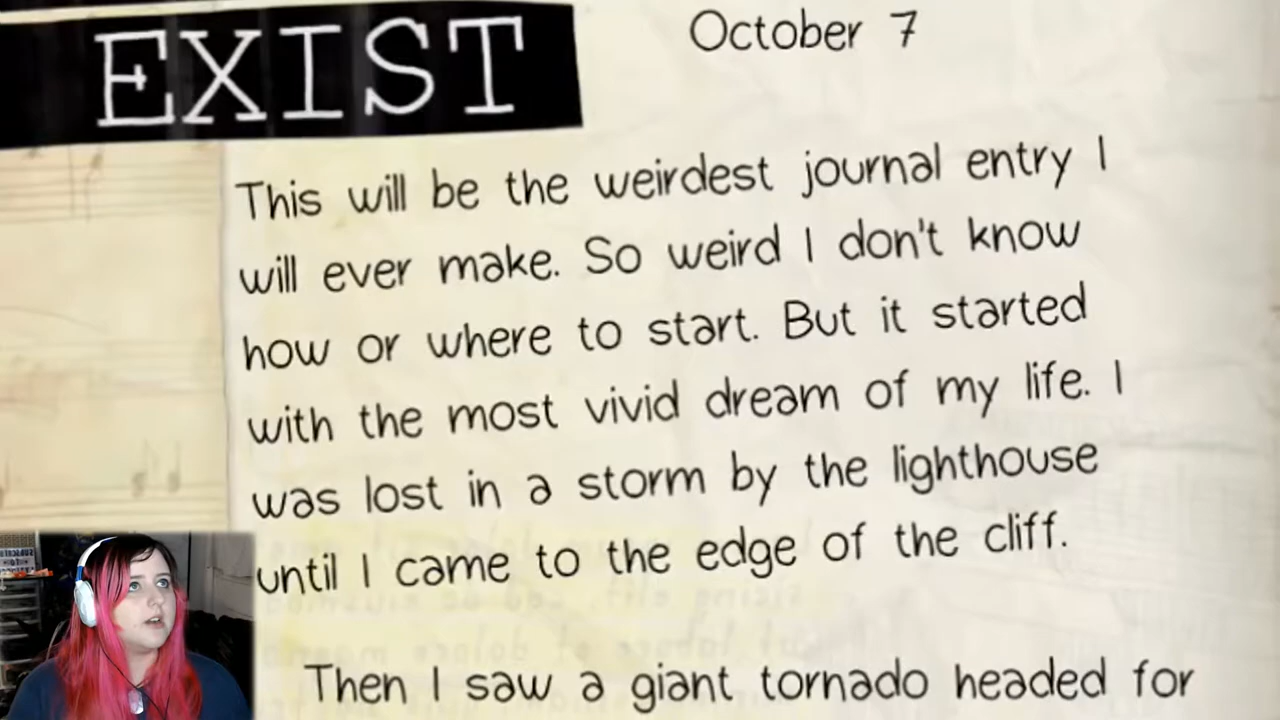 EXIST
October 7
This will be the weirdest journal entry I
will ever make. So weird I don't know
how or where to start. But it started
with the most vivid dream of my life. I
was lost in a storm by the lighthouse
until I came to the edge of the cliff.
Then I saw a giant tornado headed for